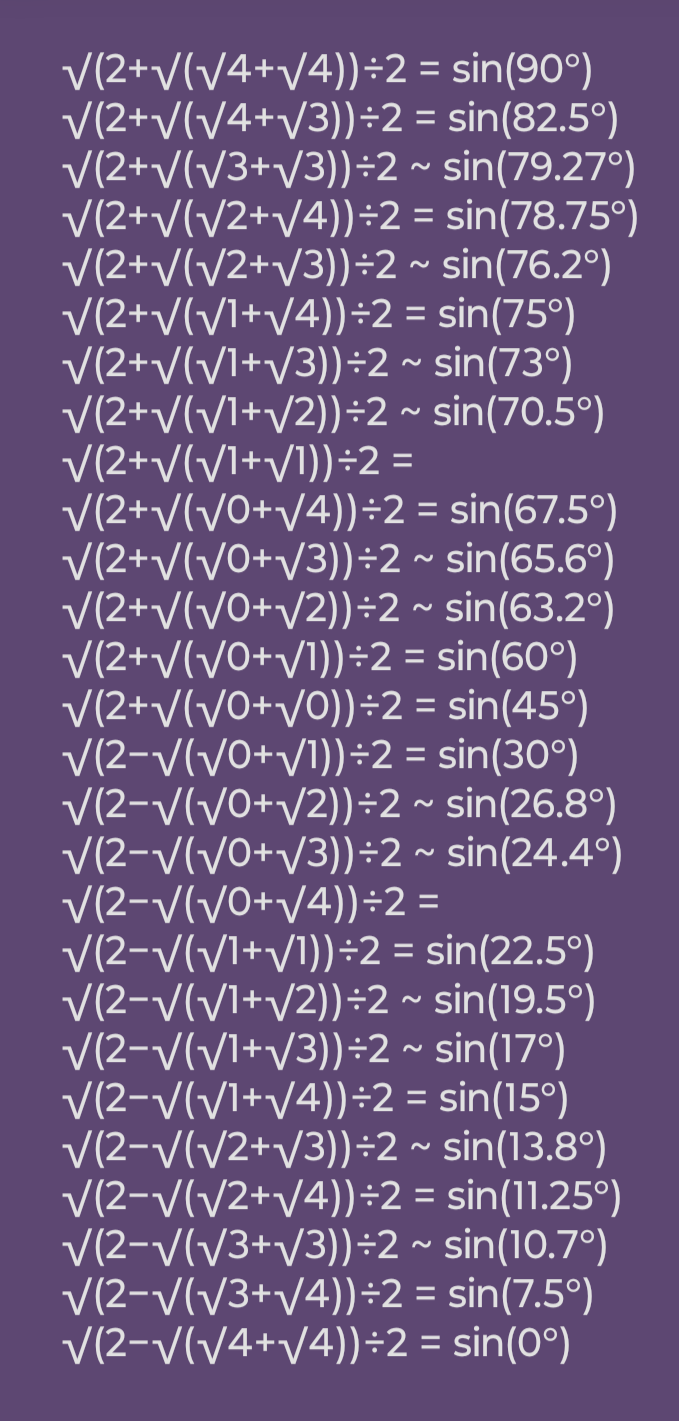 √(2+√(√4+√4))÷2 = sin(90°)
√(2+√(√4+√3))÷2 = sin(82.5°)
√(2+√(√3+√3))÷2 ~ sin(79.27°)
√(2+√(√2+√4))÷2 = sin(78.75°)
√(2+√(√2+√3))÷2 ~ sin(76.2°)
√(2+√(√1+√4))÷2 = sin(75°)
√(2+√(√1+√3))÷2 ~ sin(73°)
√(2+√(√1+√2))÷2 ~ sin(70.5°)
√(2+√(√1+√1))÷2 =
√(2+√(√0+√4))÷2 = sin(67.5°)
√(2+√(√0+√3))÷2 ~ sin(65.6°)
√(2+√(√0+√2))÷2 ~ sin(63.2°)
√(2+√(√0+√1))÷2 = sin(60°)
√(2+√(√0+√0))÷2 = sin(45°)
√(2−√(√0+√1))÷2 = sin(30°)
√(2−√(√0+√2))÷2 ~ sin(26.8°)
√(2−√(√0+√3))÷2 ~ sin(24.4°)
√(2−√(√0+√4))÷2 =
√(2−√(√1+√1))÷2 = sin(22.5°)
√(2−√(√1+√2))÷2 ~ sin(19.5°)
√(2−√(√1+√3))÷2 ~ sin(17°)
√(2−√(√1+√4))÷2 = sin(15°)
√(2−√(√2+√3))÷2 ~ sin(13.8°)
√(2−√(√2+√4))÷2 = sin(11.25°)
√(2−√(√3+√3))÷2 ~ sin(10.7°)
√(2−√(√3+√4))÷2 = sin(7.5°)
√(2−√(√4+√4))÷2 = sin(0°)